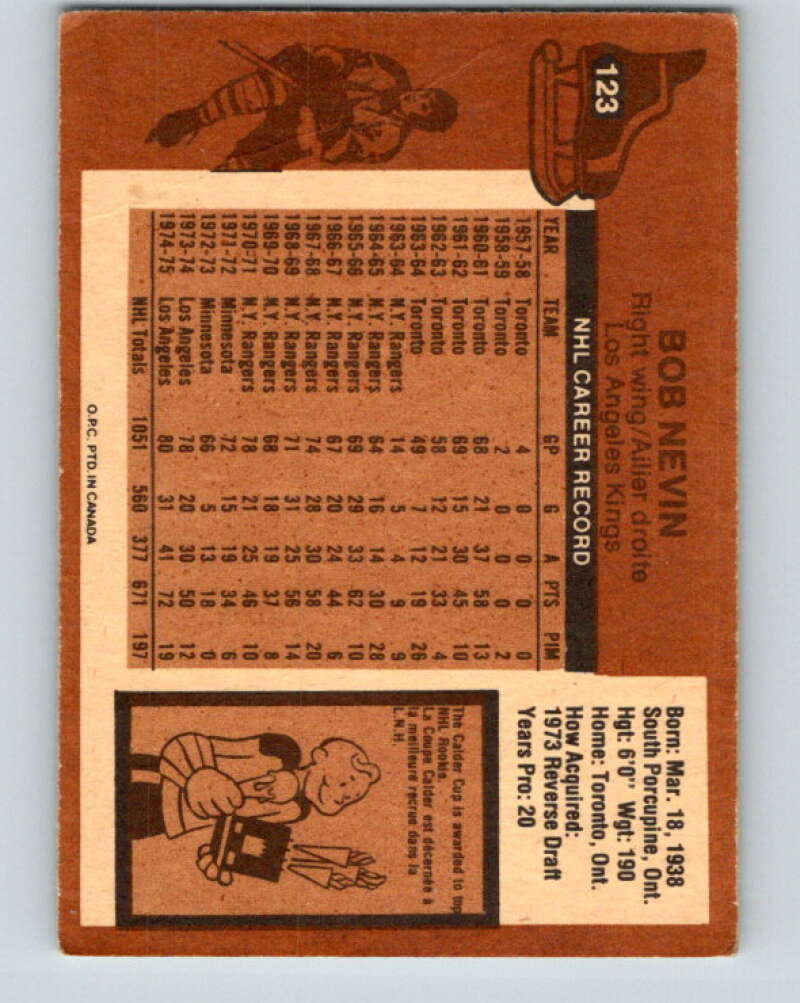 123
BOB NEVIN
Right wing/Ailier droite
Los Angeles Kings
Born: Mar. 18, 1938
South Porcupine, Ont.
Hgt: 6'0" Wgt: 190
Home: Toronto, Ont.
How Acquired:
1973 Reverse Draft
Years Pro: 20
NHL CAREER RECORD
YEAR TEAM GP G A PTS PIM
1957-58 Toronto 4 0 0 0 0
1958-59 Toronto 2 0 0 0 2
1960-61 Toronto 68 21 37 58 13
1961-62 Toronto 69 15 30 45 10
1962-63 Toronto 58 12 21 33 4
1963-64 Toronto 49 7 12 19 26
1963-64 N.Y. Rangers 14 5 4 9 9
1964-65 N.Y. Rangers 64 16 14 30 28
1965-66 N.Y. Rangers 69 29 33 62 10
1966-67 N.Y. Rangers 67 20 24 44 6
1967-68 N.Y. Rangers 74 28 30 58 20
1968-69 N.Y. Rangers 71 31 25 56 14
1969-70 N.Y. Rangers 68 18 19 37 8
1970-71 N.Y. Rangers 78 21 25 46 10
1971-72 Minnesota 72 15 19 34 6
1972-73 Minnesota 66 5 13 18 0
1973-74 Los Angeles 78 20 30 50 12
1974-75 Los Angeles 80 31 41 72 19
NHL Totals 1051 560 377 671 197
The Calder Cup is awarded to top
NHL Rookie.
La Coupe Calder est décernée à
la meilleure recrue dans la
L.N.H.
O.P.C. PTD. IN CANADA